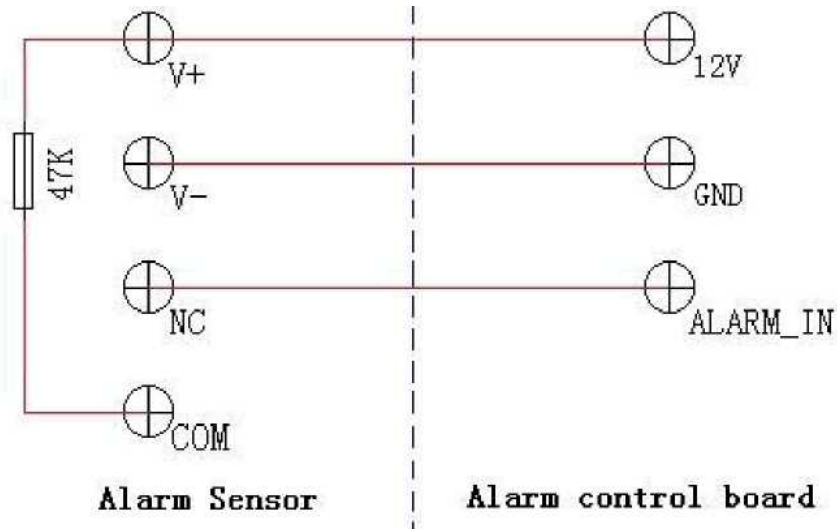 V+
12V
47K
V-
GND
NC
ALARM_IN
COM
Alarm Sensor
Alarm control board